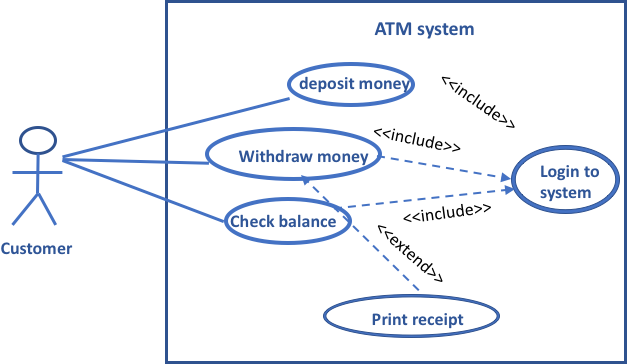 ATM system
deposit money
<<include>>
<<include>>
Withdraw money
Login to
system
<<include>>
Check balance
Customer
<<extend>>
Print receipt